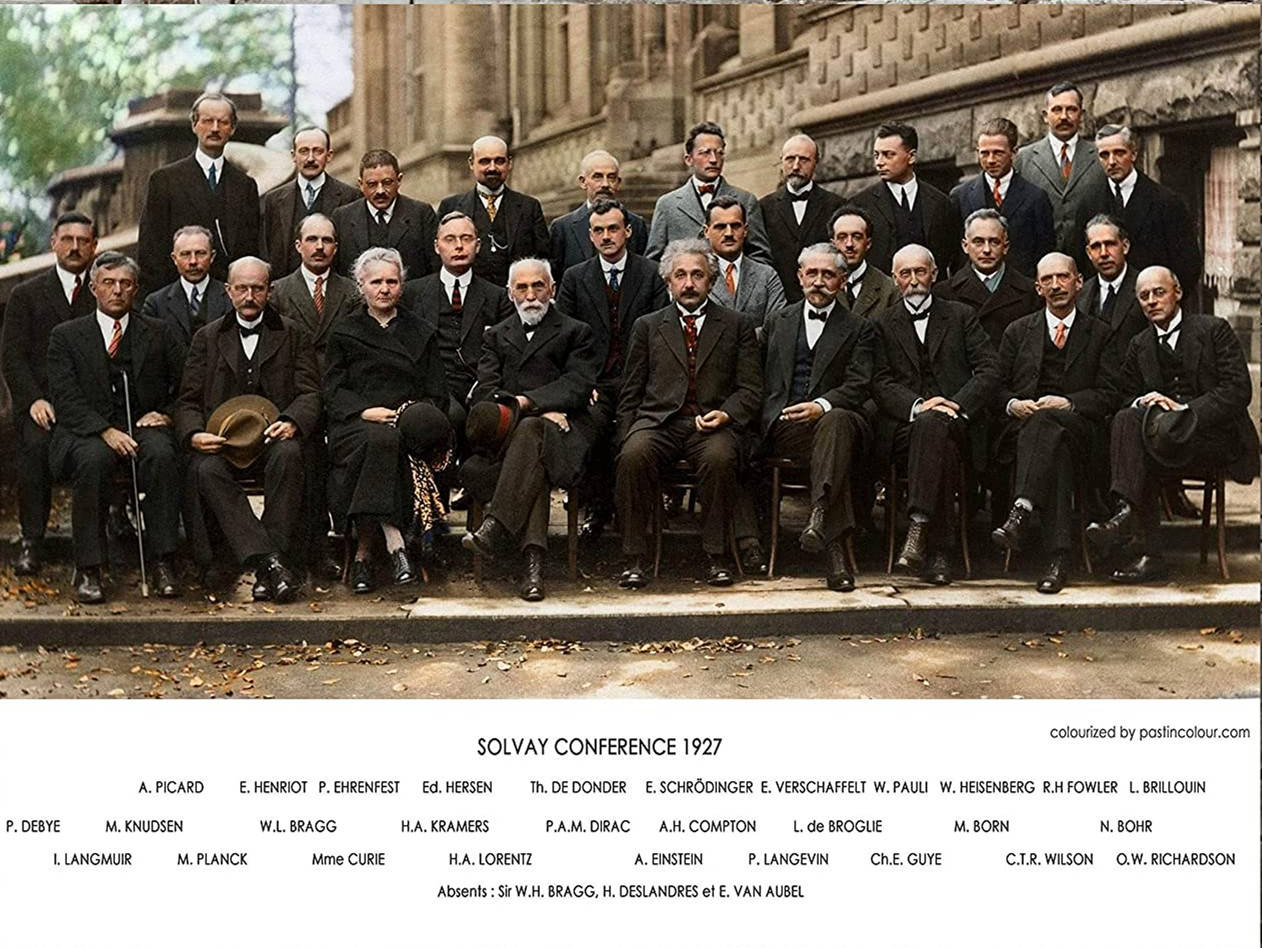 colourized by pastincolour.com
SOLVAY CONFERENCE 1927
A. PICARD E. HENRIOT P. EHRENFEST Ed. HERSEN Th. DE DONDER E. SCHRÖDINGER E. VERSCHAFFELT W. PAULI W. HEISENBERG R.H FOWLER L. BRILLOUIN
P. DEBYE M. KNUDSEN W.L. BRAGG H.A. KRAMERS P.A.M. DIRAC A.H. COMPTON L. de BROGLIE M. BORN N. BOHR
I. LANGMUIR M. PLANCK Mme CURIE H.A. LORENTZ A. EINSTEIN P. LANGEVIN Ch.E. GUYE C.T.R. WILSON O.W. RICHARDSON
Absents : Sir W.H. BRAGG, H. DESLANDRES et E. VAN AUBEL